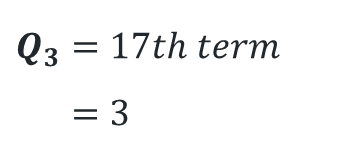 Q₃ = 17th term
= 3